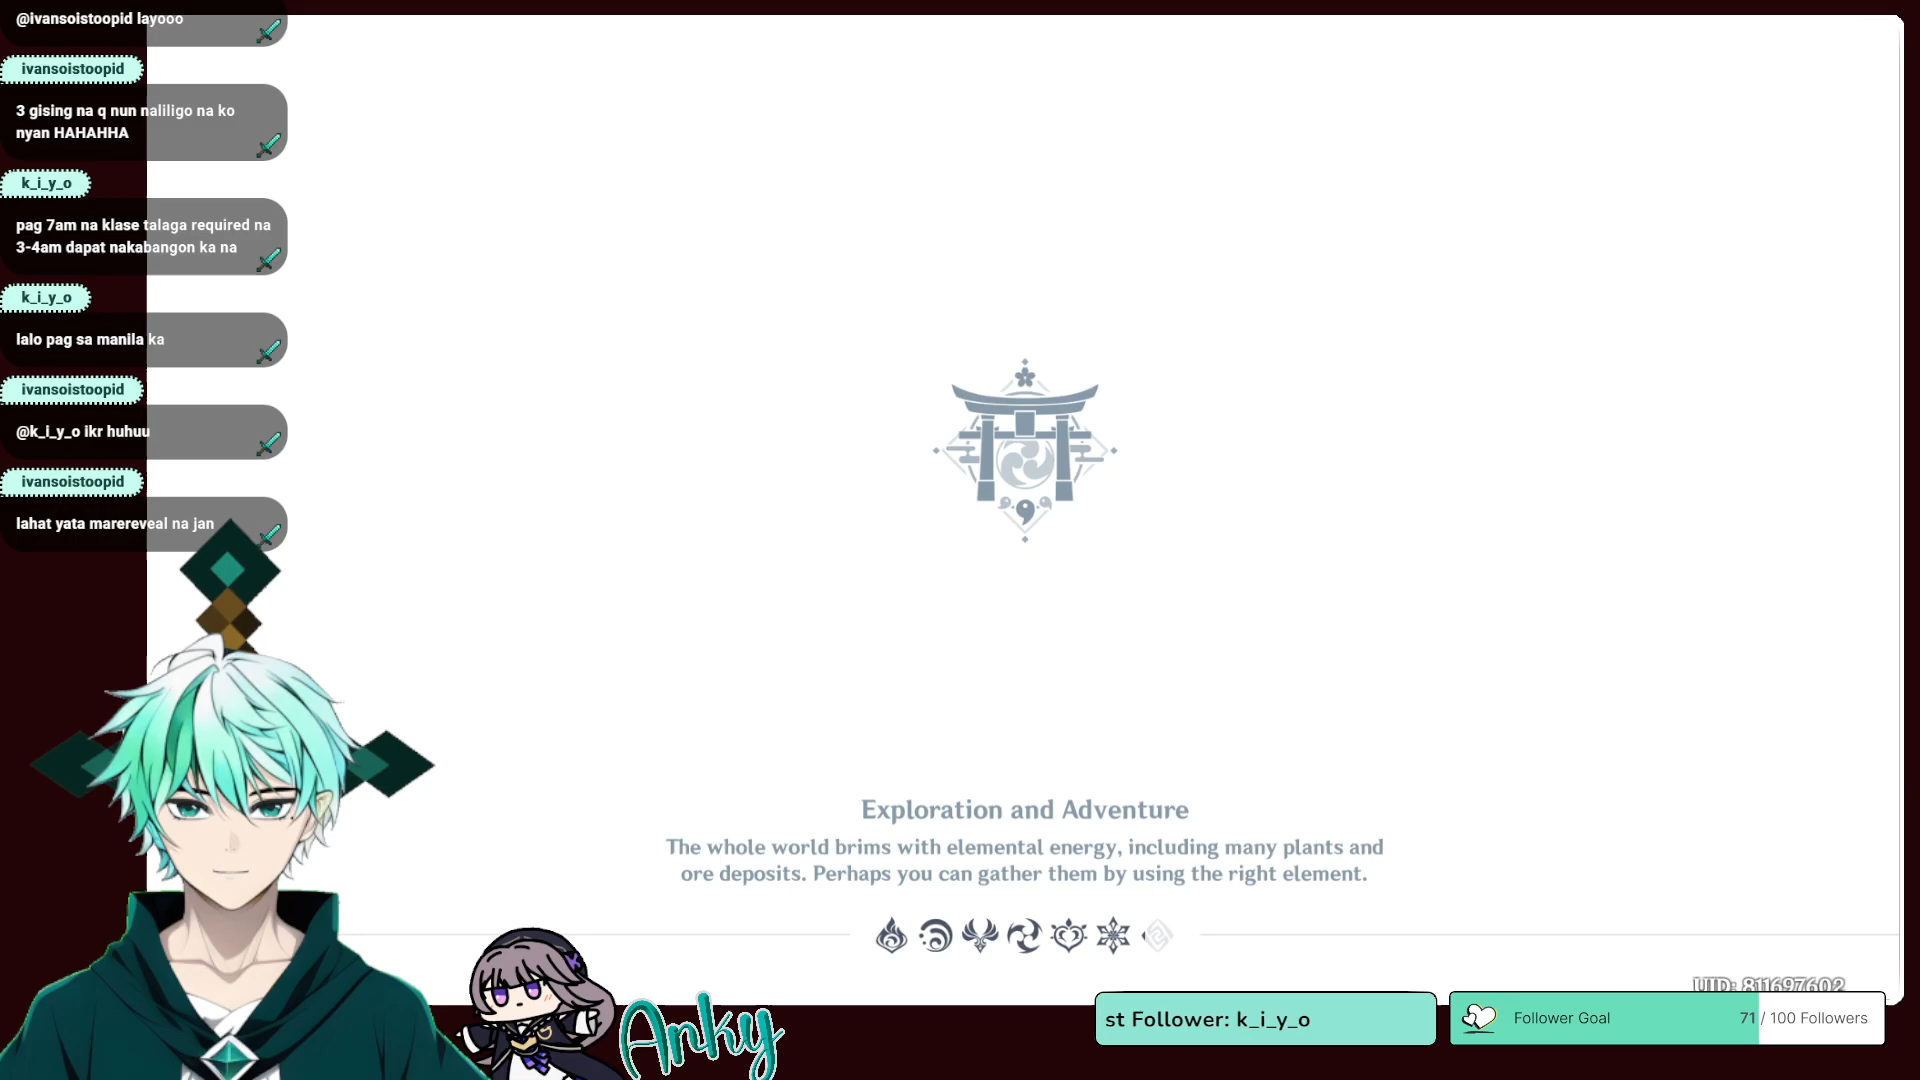 @ivansoistoopid layooo
ivansoistoopid
3 gising na q nun naliligo na ko
nyan HAHAHHA
k_i_y_o
pag 7am na klase talaga required na
3-4am dapat nakabangon ka na
k_i_y_o
lalo pag sa manila ka
ivansoistoopid
@k_i_y_o ikr huhuu
ivansoistoopid
lahat yata marereveal na jan
Exploration and Adventure
The whole world brims with elemental energy, including many plants and
ore deposits. Perhaps you can gather them by using the right element.
UID: 811697602
Anky
st Follower: k_i_y_o
Follower Goal
71 / 100 Followers